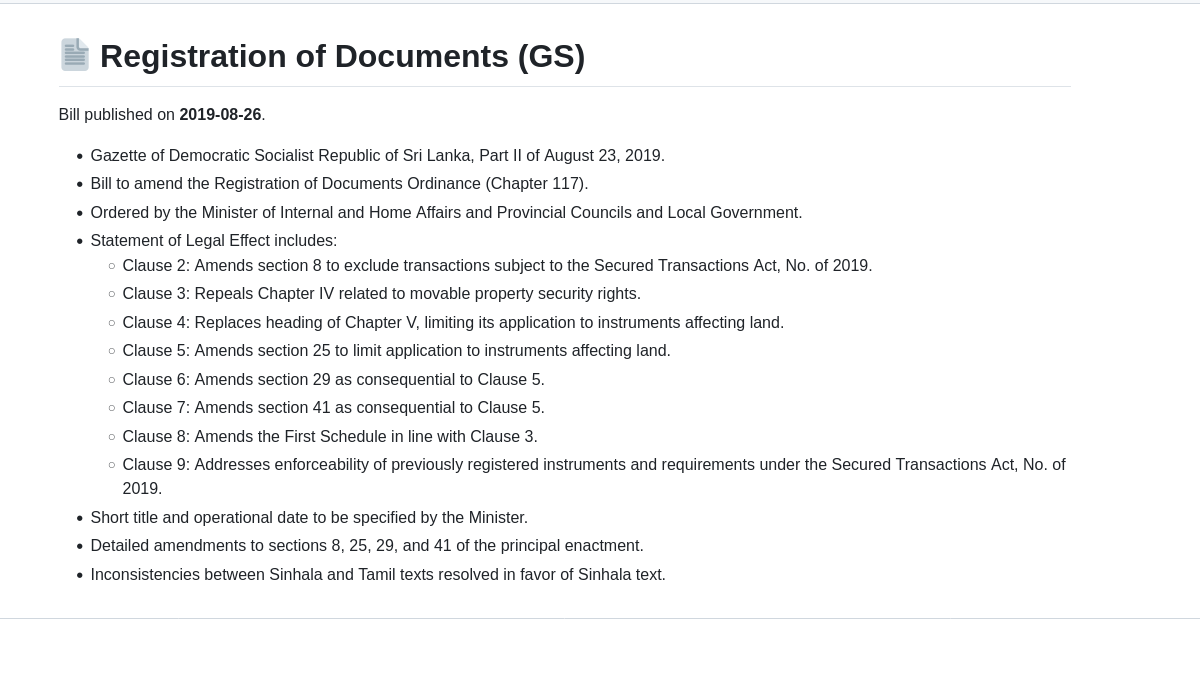 Registration of Documents (GS)
Bill published on 2019-08-26.
Gazette of Democratic Socialist Republic of Sri Lanka, Part II of August 23, 2019.
Bill to amend the Registration of Documents Ordinance (Chapter 117).
Ordered by the Minister of Internal and Home Affairs and Provincial Councils and Local Government.
Statement of Legal Effect includes:
Clause 2: Amends section 8 to exclude transactions subject to the Secured Transactions Act, No. of 2019.
Clause 3: Repeals Chapter IV related to movable property security rights.
Clause 4: Replaces heading of Chapter V, limiting its application to instruments affecting land.
Clause 5: Amends section 25 to limit application to instruments affecting land.
Clause 6: Amends section 29 as consequential to Clause 5.
Clause 7: Amends section 41 as consequential to Clause 5.
Clause 8: Amends the First Schedule in line with Clause 3.
Clause 9: Addresses enforceability of previously registered instruments and requirements under the Secured Transactions Act, No. of
2019.
Short title and operational date to be specified by the Minister.
Detailed amendments to sections 8, 25, 29, and 41 of the principal enactment.
Inconsistencies between Sinhala and Tamil texts resolved in favor of Sinhala text.